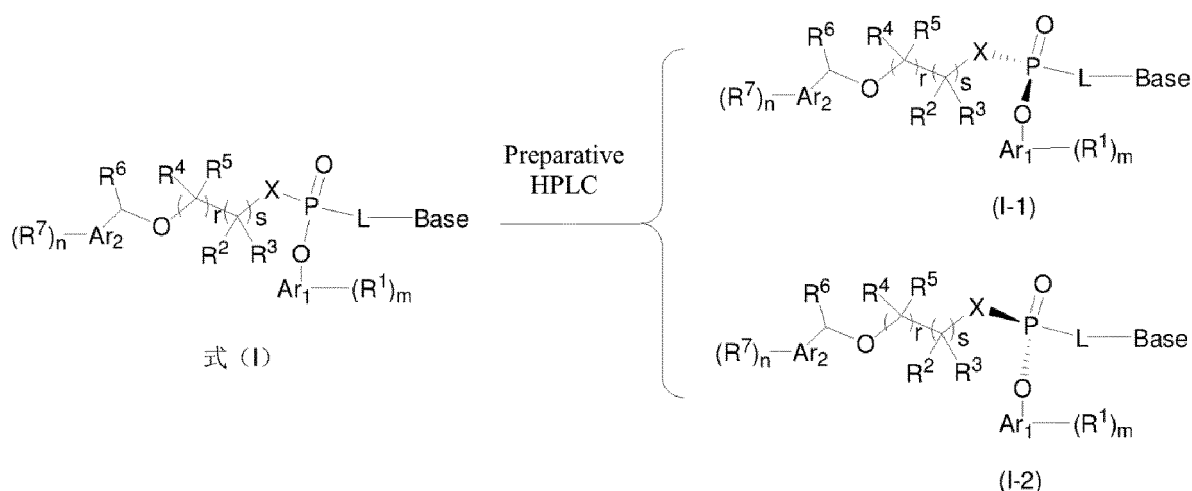 R⁶ R⁴ R⁵ O
X P
(R⁷)ₙ Ar₂ O ( )r ( )s L Base
R² R³ O
Ar₁ (R¹)ₘ
式（I）
Preparative
HPLC
R⁶ R⁴ R⁵ O
X P
(R⁷)ₙ Ar₂ O ( )r ( )s L Base
R² R³ O
Ar₁ (R¹)ₘ
(I-1)
R⁶ R⁴ R⁵ O
X P
(R⁷)ₙ Ar₂ O ( )r ( )s L Base
R² R³ O
Ar₁ (R¹)ₘ
(I-2)